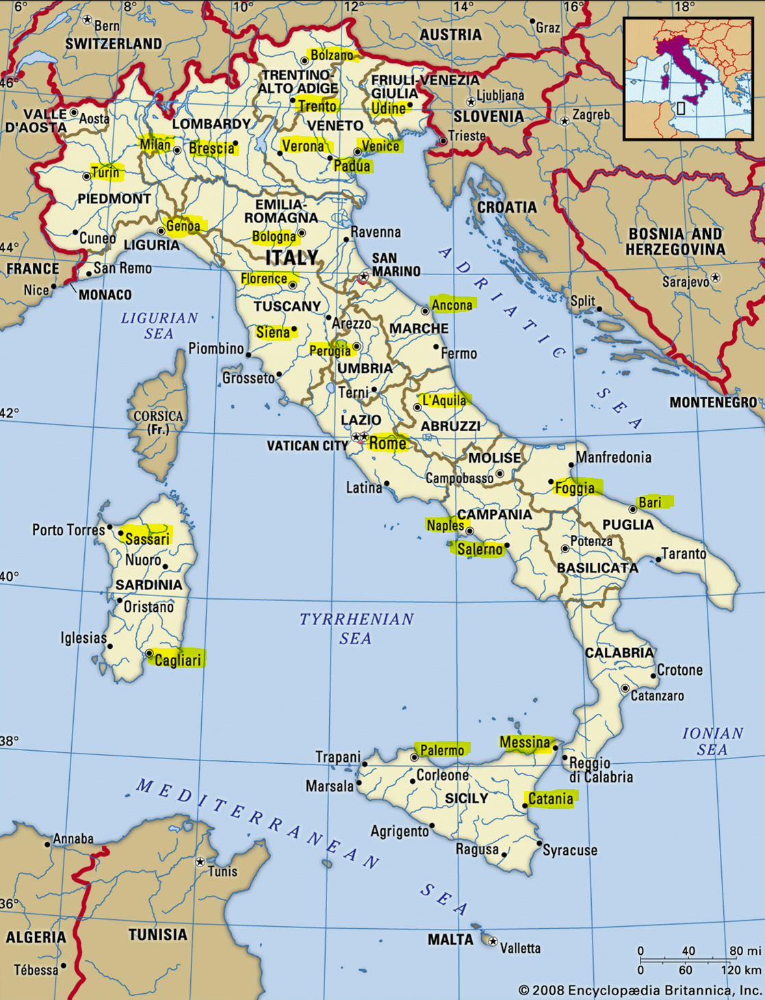 6°
8°
10°
12°
14°
16°
18°
Bern
SWITZERLAND
AUSTRIA
Graz
Bolzano
TRENTINO-
ALTO ADIGE
FRIULI-VENEZIA
GIULIA
46°
Trento
Udine
Ljubljana
SLOVENIA
Zagreb
VALLE
D'AOSTA
Aosta
LOMBARDY
VENETO
Trieste
Milan
Brescia
Verona
Venice
Padua
Turin
PIEDMONT
EMILIA-
ROMAGNA
CROATIA
Genoa
Bologna
Ravenna
Cuneo
LIGURIA
BOSNIA AND
HERZEGOVINA
44°
ITALY
SAN
MARINO
FRANCE
San Remo
Florence
Sarajevo
Nice
MONACO
ADRIATIC
SEA
Split
TUSCANY
Ancona
LIGURIAN
SEA
Arezzo
MARCHE
Siena
Piombino
Perugia
Fermo
UMBRIA
Grosseto
Terni
L'Aquila
MONTENEGRO
42°
CORSICA
(Fr.)
LAZIO
ABRUZZI
VATICAN CITY
Rome
MOLISE
Manfredonia
Campobasso
Latina
Foggia
Bari
CAMPANIA
Naples
PUGLIA
Porto Torres
Sassari
Salerno
Potenza
Taranto
Nuoro
BASILICATA
40°
SARDINIA
Oristano
TYRRHENIAN
SEA
Iglesias
Cagliari
CALABRIA
Crotone
Catanzaro
38°
IONIAN
SEA
Palermo
Messina
Trapani
Reggio
di Calabria
Corleone
Marsala
SICILY
Catania
MEDITERRANEAN
SEA
Agrigento
Annaba
Ragusa
Syracuse
Tunis
36°
ALGERIA
TUNISIA
MALTA
Valletta
Tébessa
0 40 80 mi
0 60 120 km
© 2008 Encyclopædia Britannica, Inc.